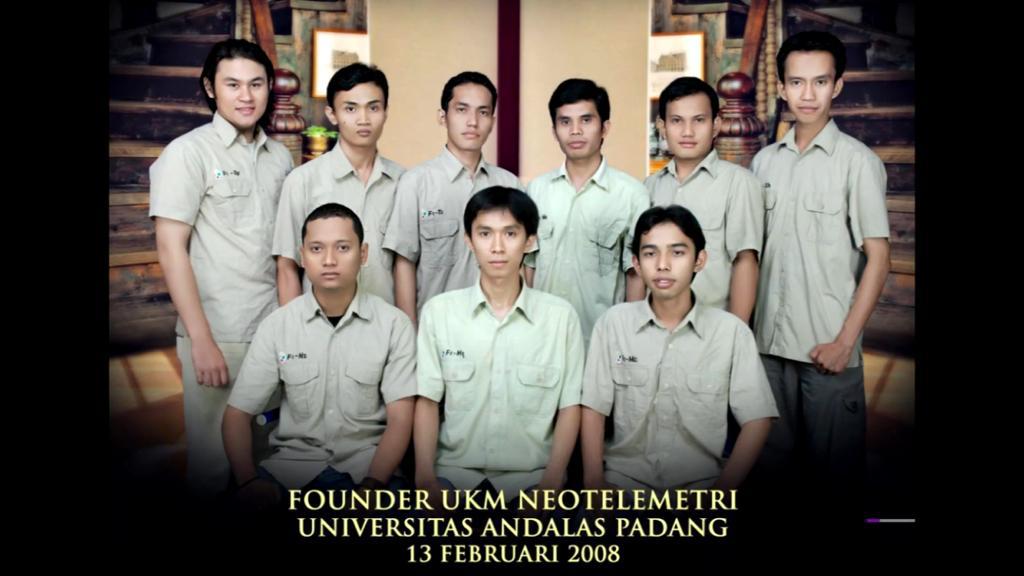 FOUNDER UKM NEOTELEMETRI
UNIVERSITAS ANDALAS PADANG
13 FEBRUARI 2008